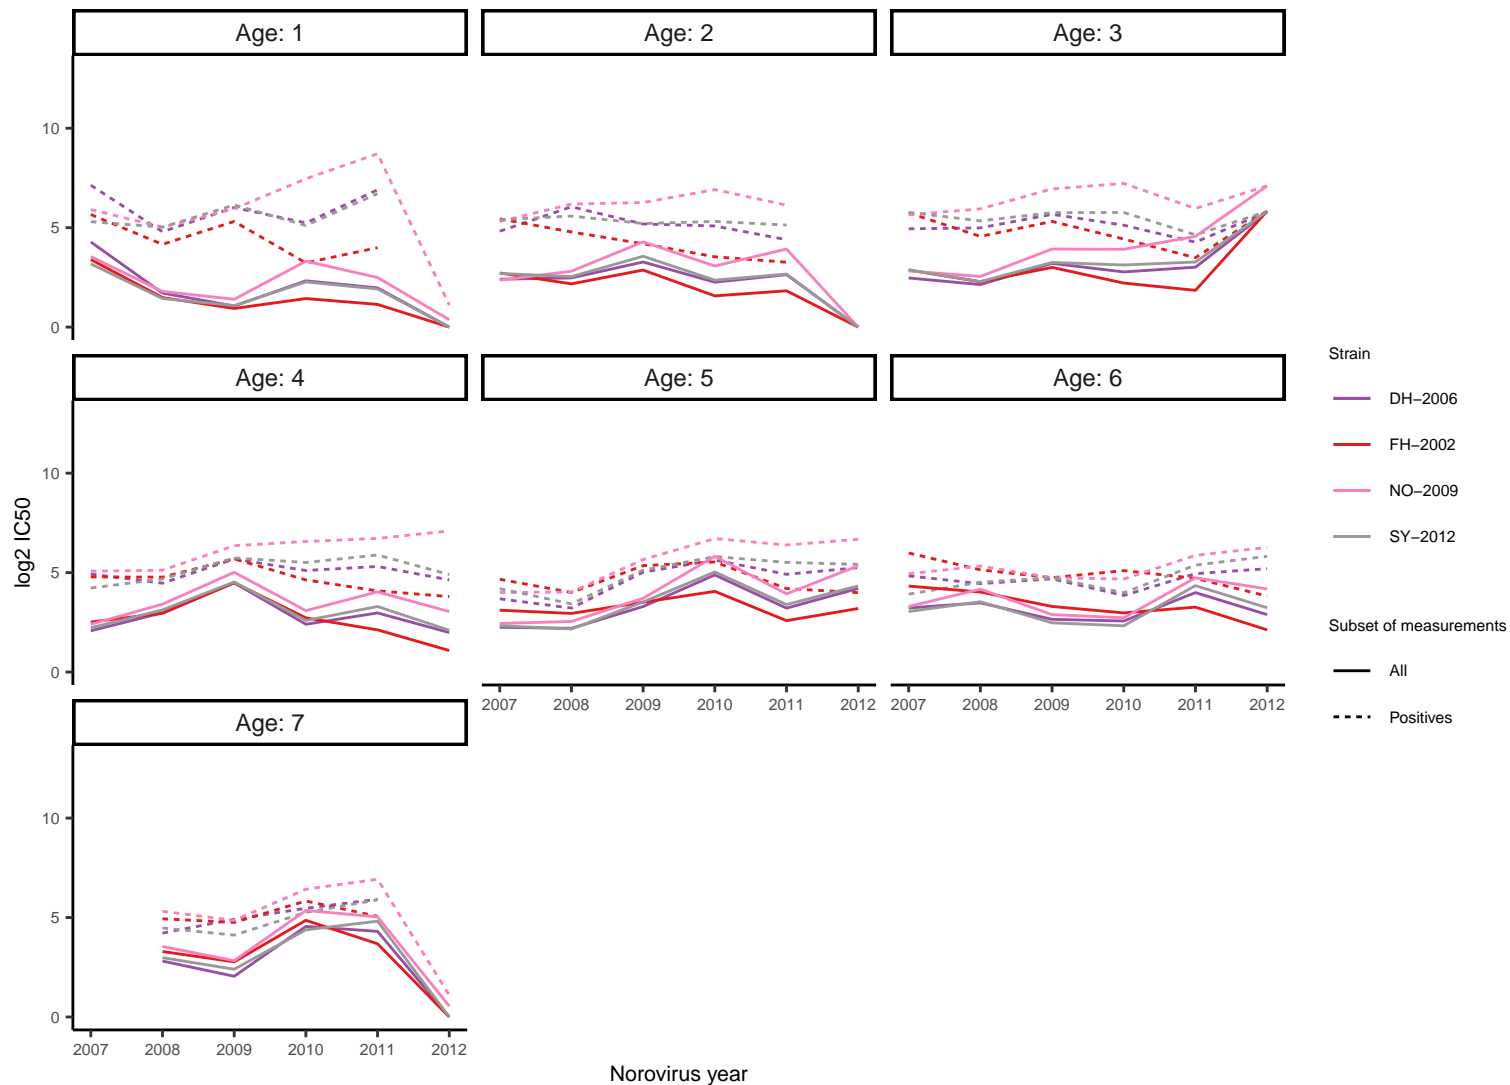 Age: 1
Age: 2
Age: 3
10
5
0
Age: 4
Age: 5
Age: 6
10
5
0
2007 2008 2009 2010 2011 2012
2007 2008 2009 2010 2011 2012
Age: 7
10
5
0
2007 2008 2009 2010 2011 2012
log2 IC50
Norovirus year
Strain
DH−2006
FH−2002
NO−2009
SY−2012
Subset of measurements
All
Positives